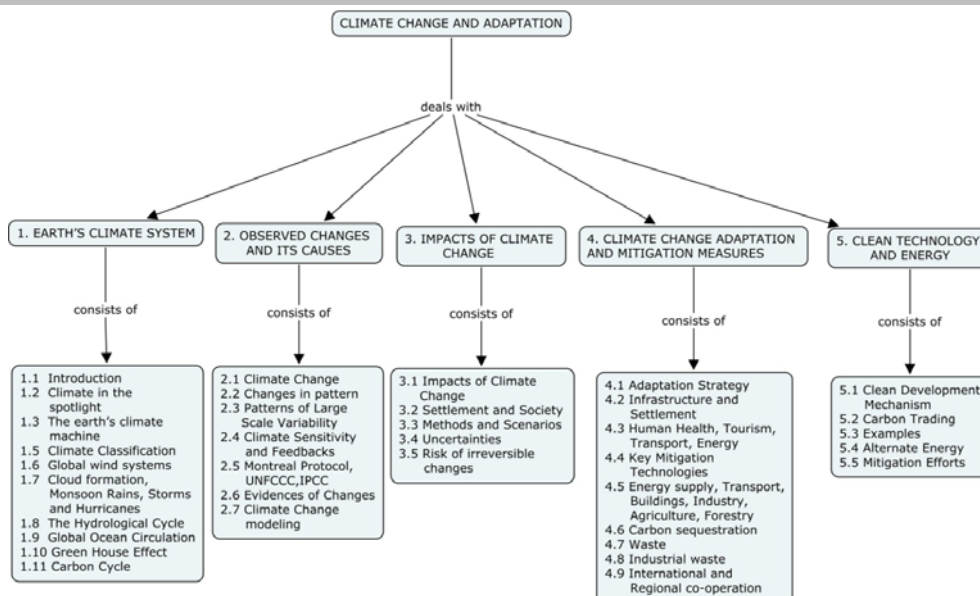 CLIMATE CHANGE AND ADAPTATION
deals with
1. EARTH'S CLIMATE SYSTEM
consists of
1.1 Introduction
1.2 Climate in the
spotlight
1.3 The earth's climate
machine
1.5 Climate Classification
1.6 Global wind systems
1.7 Cloud formation,
Monsoon Rains, Storms
and Hurricanes
1.8 The Hydrological Cycle
1.9 Global Ocean Circulation
1.10 Green House Effect
1.11 Carbon Cycle
2. OBSERVED CHANGES
AND ITS CAUSES
consists of
2.1 Climate Change
2.2 Changes in pattern
2.3 Patterns of Large
Scale Variability
2.4 Climate Sensitivity
and Feedbacks
2.5 Montreal Protocol,
UNFCCC,IPCC
2.6 Evidences of Changes
2.7 Climate Change
modeling
3. IMPACTS OF CLIMATE
CHANGE
consists of
3.1 Impacts of Climate
Change
3.2 Settlement and Society
3.3 Methods and Scenarios
3.4 Uncertainties
3.5 Risk of irreversible
changes
4. CLIMATE CHANGE ADAPTATION
AND MITIGATION MEASURES
consists of
4.1 Adaptation Strategy
4.2 Infrastructure and
Settlement
4.3 Human Health, Tourism,
Transport, Energy
4.4 Key Mitigation
Technologies
4.5 Energy supply, Transport,
Buildings, Industry,
Agriculture, Forestry
4.6 Carbon sequestration
4.7 Waste
4.8 Industrial waste
4.9 International and
Regional co-operation
5. CLEAN TECHNOLOGY
AND ENERGY
consists of
5.1 Clean Development
Mechanism
5.2 Carbon Trading
5.3 Examples
5.4 Alternate Energy
5.5 Mitigation Efforts